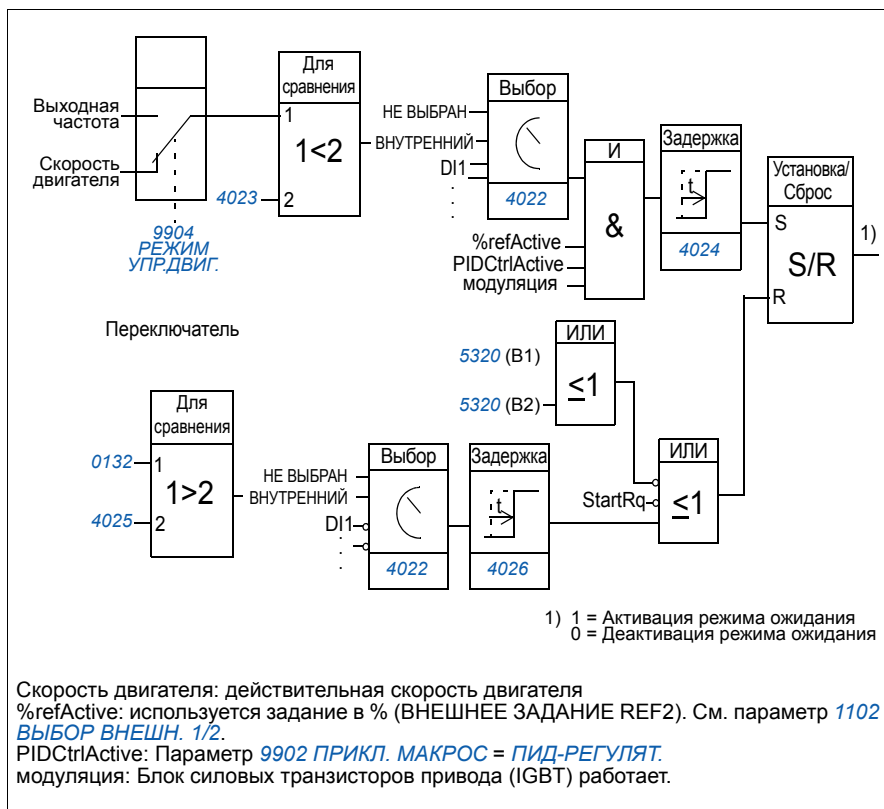 Для
сравнения
Выходная
частота
1
1<2
Скорость
двигателя
4023
2
9904
РЕЖИМ
УПР.ДВИГ.
Выбор
НЕ ВЫБРАН
ВНУТРЕННИЙ
DI1
.
.
.
4022
И
&
%refActive
PIDCtrlActive
модуляция
Задержка
t
4024
Установка/
Сброс
S
S/R
R
1)
Переключатель
ИЛИ
5320 (B1)
≤1
5320 (B2)
Для
сравнения
0132
1
1>2
4025
2
Выбор
НЕ ВЫБРАН
ВНУТРЕННИЙ
DI1
.
.
.
4022
Задержка
t
4026
ИЛИ
StartRq
≤1
1) 1 = Активация режима ожидания
0 = Деактивация режима ожидания
Скорость двигателя: действительная скорость двигателя
%refActive: используется задание в % (ВНЕШНЕЕ ЗАДАНИЕ REF2). См. параметр 1102
ВЫБОР ВНЕШН. 1/2.
PIDCtrlActive: Параметр 9902 ПРИКЛ. МАКРОС = ПИД-РЕГУЛЯТ.
модуляция: Блок силовых транзисторов привода (IGBT) работает.